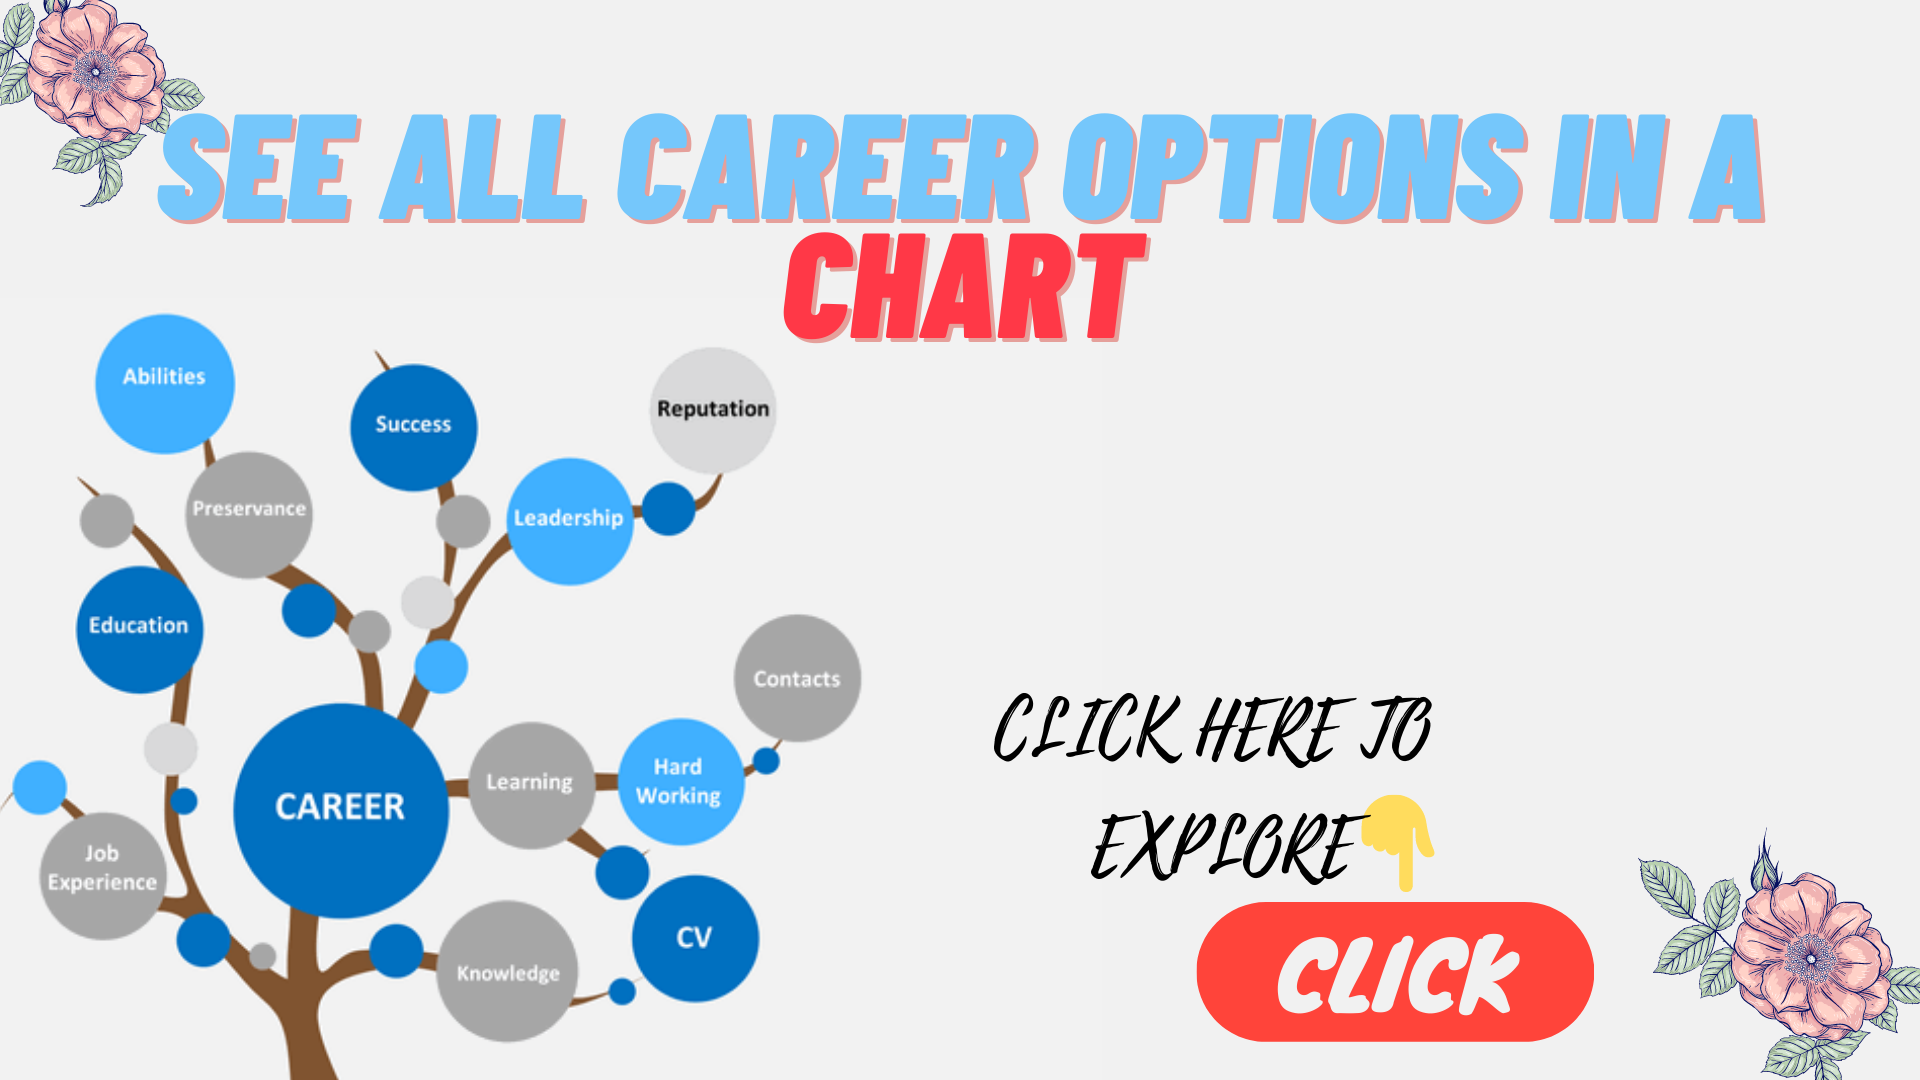 SEE ALL CAREER OPTIONS IN A
CHART
Abilities
Success
Reputation
Preservance
Leadership
Education
Contacts
CAREER
Learning
Hard
Working
Job
Experience
Knowledge
CV
CLICK HERE TO
EXPLORE👇
CLICK